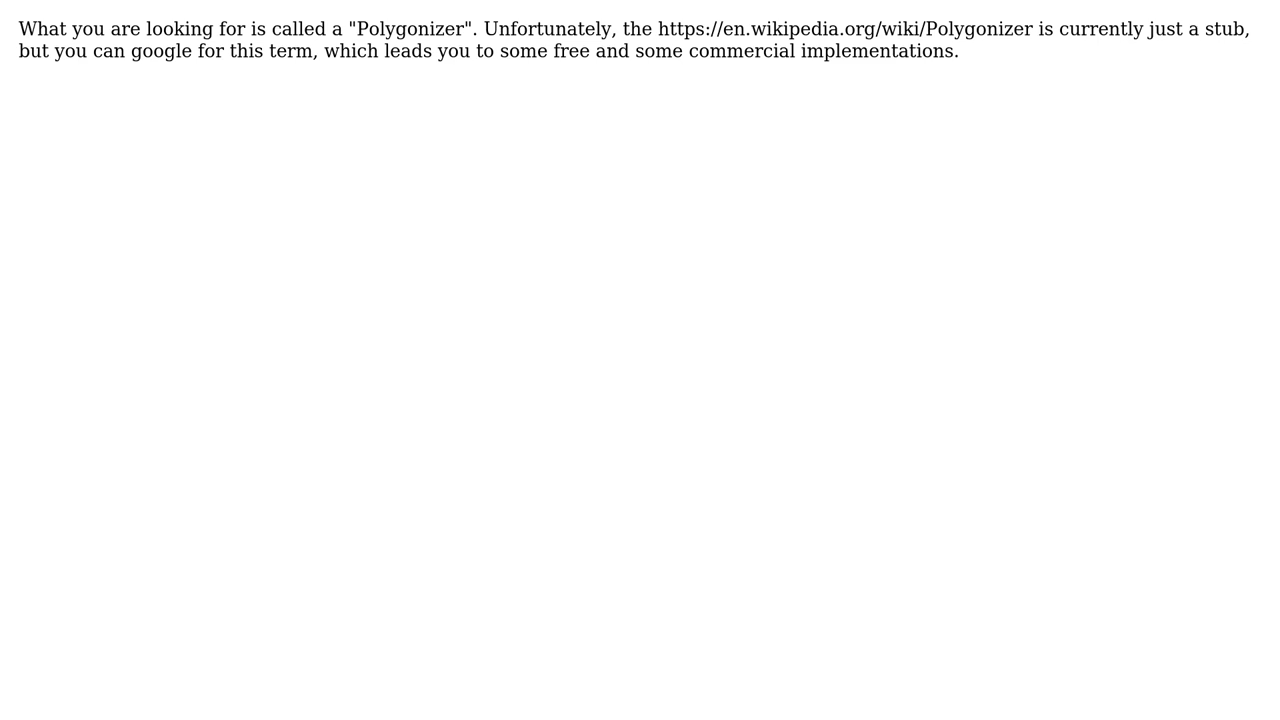 What you are looking for is called a "Polygonizer". Unfortunately, the https://en.wikipedia.org/wiki/Polygonizer is currently just a stub,
but you can google for this term, which leads you to some free and some commercial implementations.